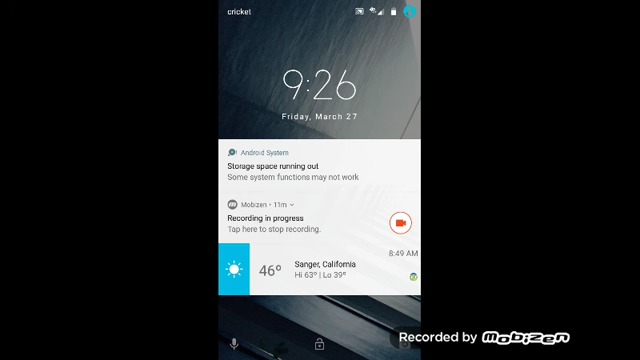 cricket
9:26
Friday, March 27
Android System
Storage space running out
Some system functions may not work
Mobizen • 11m
Recording in progress
Tap here to stop recording.
8:49 AM
46°
Sanger, California
Hi 63° | Lo 39°
Recorded by MOBIZEN